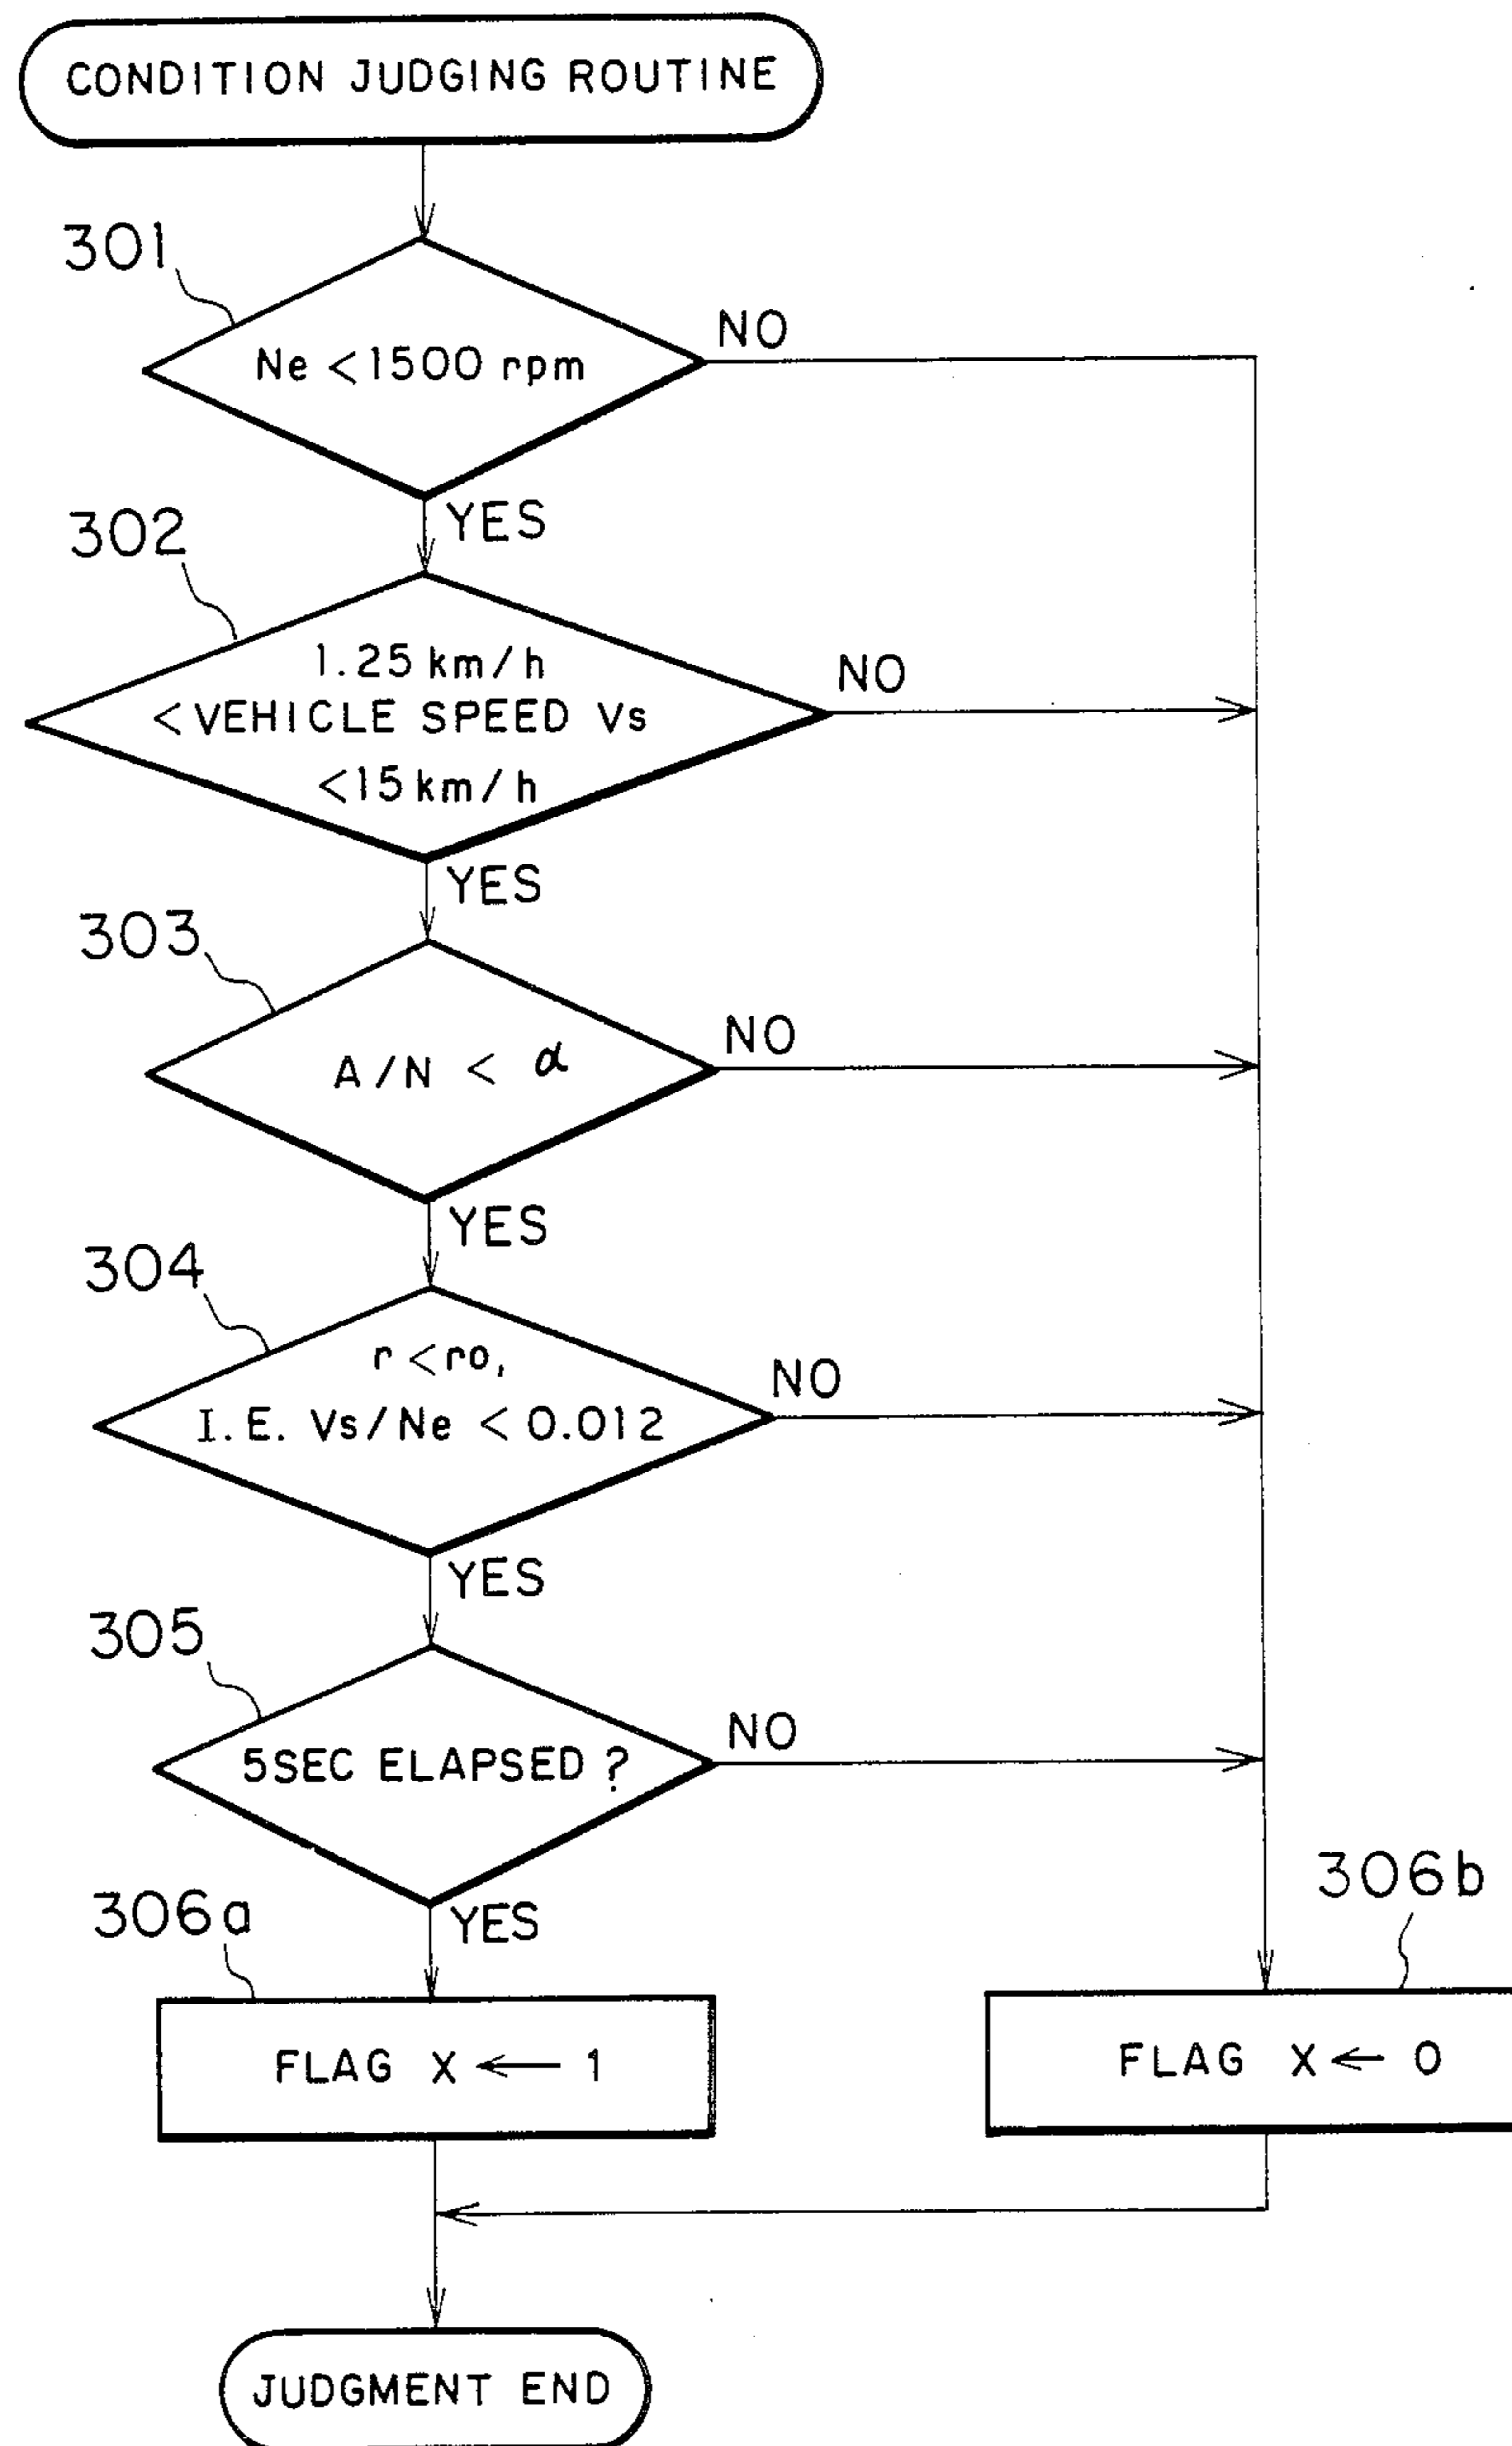 CONDITION JUDGING ROUTINE
301
Ne <1500 rpm
NO
YES
302
1.25 km/h
<VEHICLE SPEED Vs
<15 km/h
NO
YES
303
A/N < α
NO
YES
304
r <ro,
I.E. Vs/Ne < 0.012
NO
YES
305
5SEC ELAPSED ?
NO
YES
306a
FLAG X ← 1
306b
FLAG X ← 0
JUDGMENT END